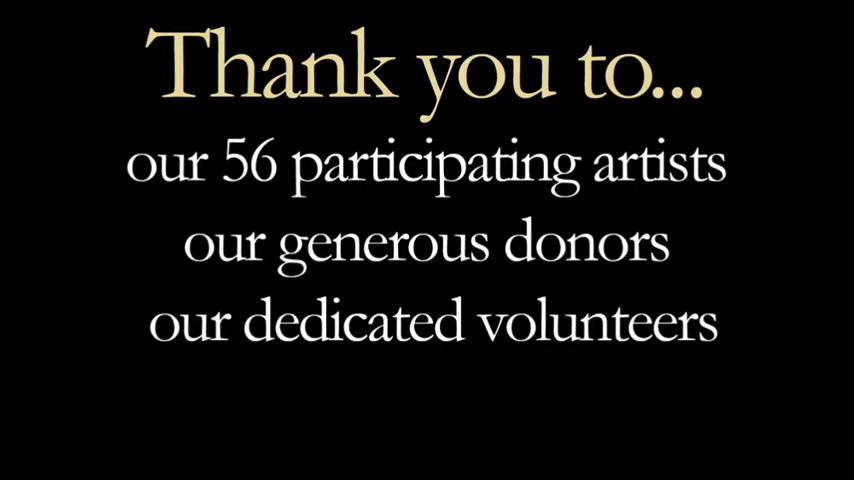 Thank you to...
our 56 participating artists
our generous donors
our dedicated volunteers